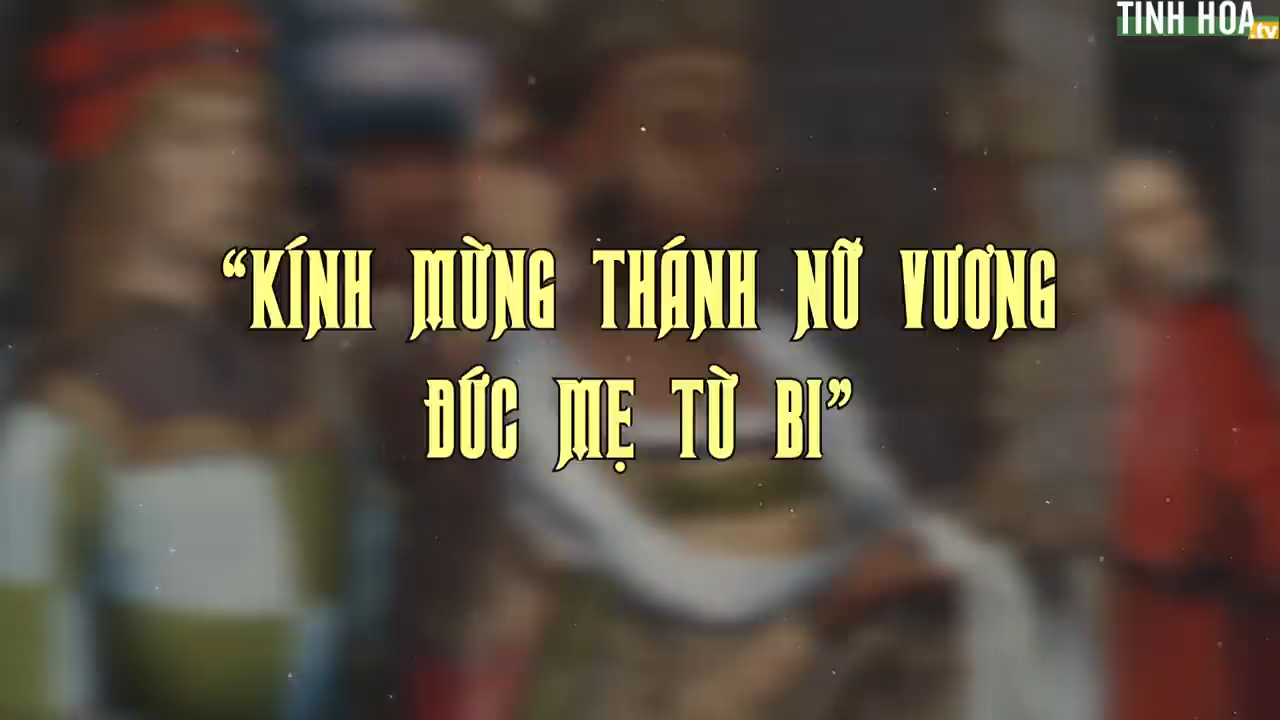 TINH HOA.tv
“KÍNH MỪNG THÁNH NỮ VƯƠNG
ĐỨC MẸ TỪ BI”